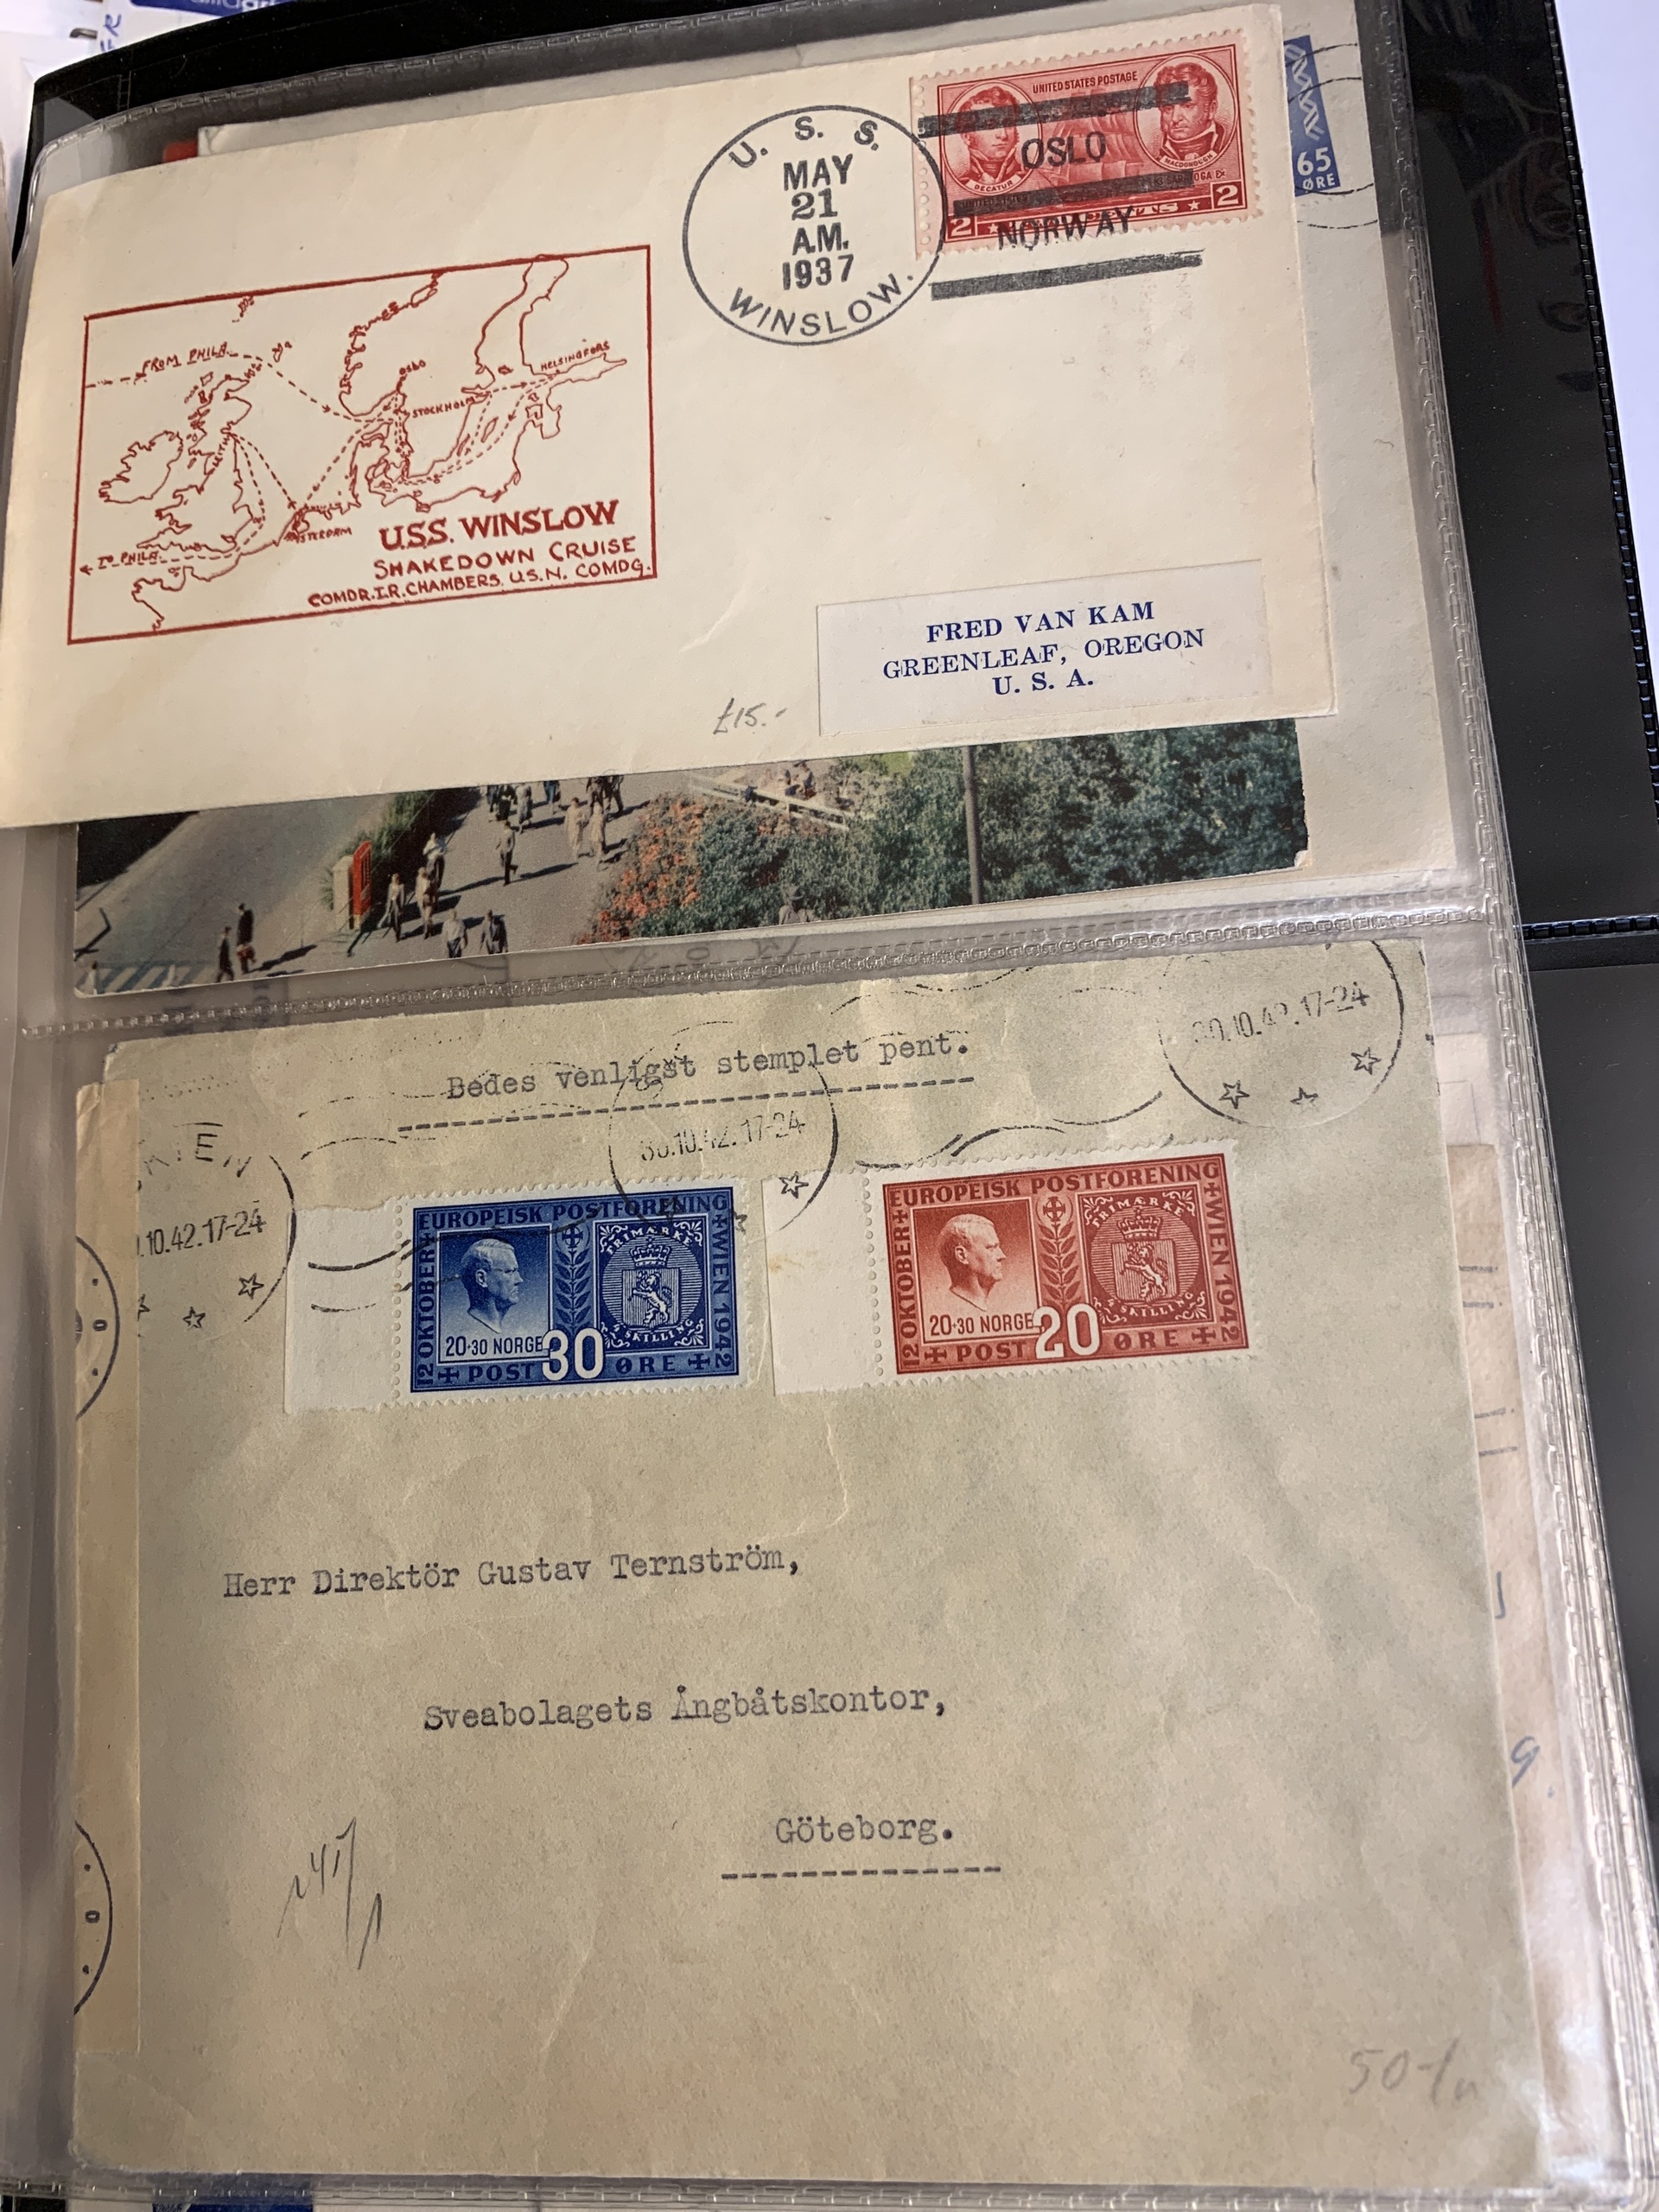 U. S. S.
MAY
21
A.M.
1937
WINSLOW.
UNITED STATES POSTAGE
DECATUR
MACDONOUGH
OSLO
2 CENTS 2
NORWAY
65
ØRE
FROM PHILA.
OSLO
HELSINGFORS
STOCKHOLM
TO PHILA.
U.S.S. WINSLOW
SHAKEDOWN CRUISE
COMDR. I.R. CHAMBERS, U.S.N. COMDG.
FRED VAN KAM
GREENLEAF, OREGON
U. S. A.
£15.-
Bedes venligst stemplet pent.
30.10.42.17-24
30.10.42.17-24
.10.42.17-24
EUROPEISK POSTFORENING
12 OKTOBER
WIEN 1942
FRIMÆRKE
4 SKILLING
20+30 NORGE
POST 30 ØRE
EUROPEISK POSTFORENING
12 OKTOBER
WIEN 1942
FRIMÆRKE
4 SKILLING
20+30 NORGE
POST 20 ØRE
Herr Direktör Gustav Ternström,
Sveabolagets Ångbåtskontor,
Göteborg.